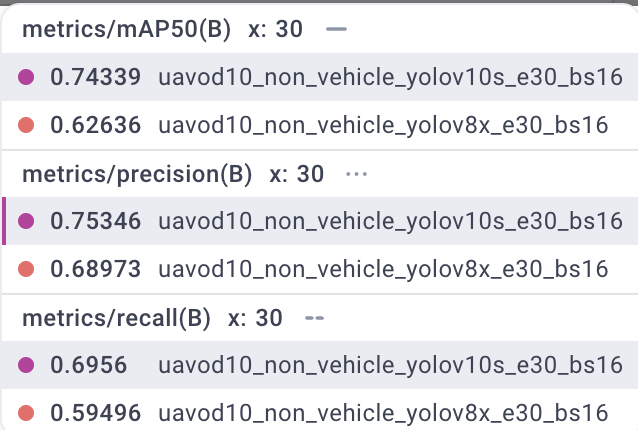 metrics/mAP50(B) x: 30 —
0.74339 uavod10_non_vehicle_yolov10s_e30_bs16
0.62636 uavod10_non_vehicle_yolov8x_e30_bs16
metrics/precision(B) x: 30 ···
0.75346 uavod10_non_vehicle_yolov10s_e30_bs16
0.68973 uavod10_non_vehicle_yolov8x_e30_bs16
metrics/recall(B) x: 30 --
0.6956 uavod10_non_vehicle_yolov10s_e30_bs16
0.59496 uavod10_non_vehicle_yolov8x_e30_bs16